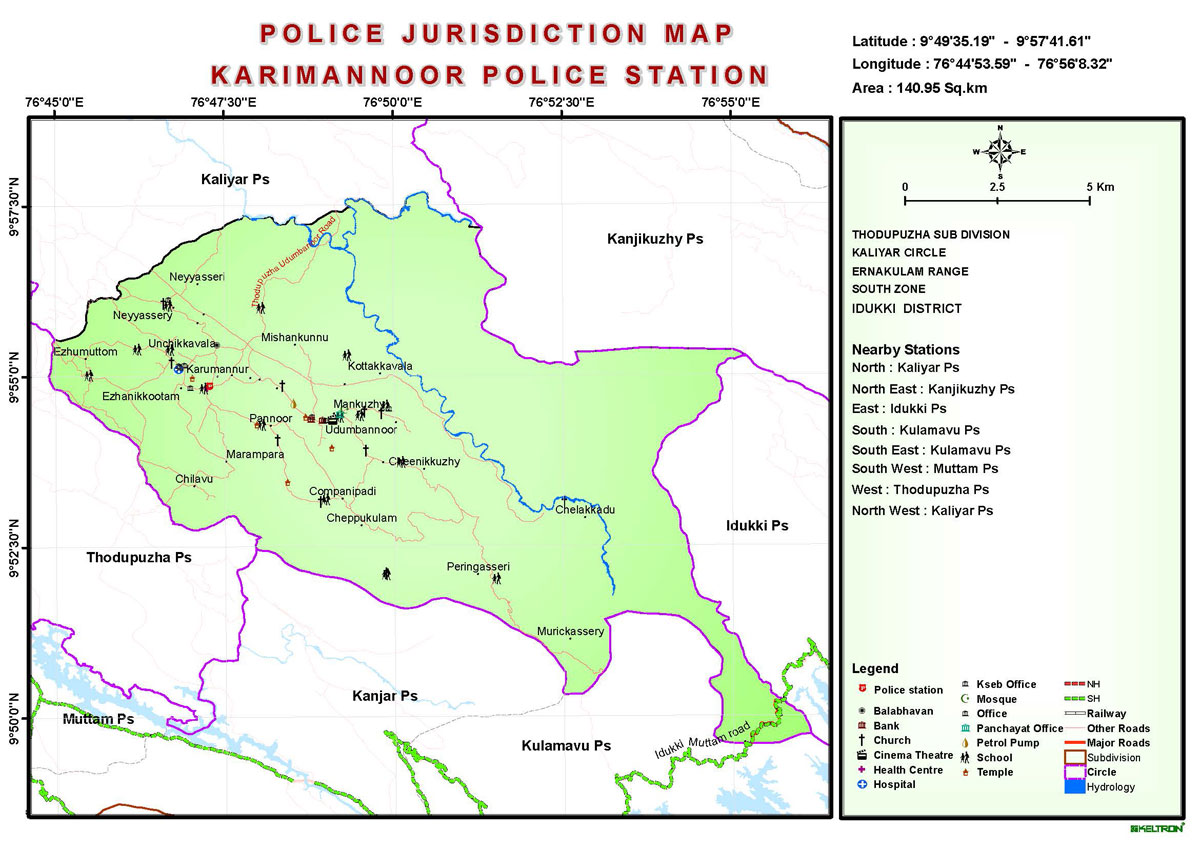 POLICE JURISDICTION MAP
KARIMANNOOR POLICE STATION
Latitude : 9°49'35.19" - 9°57'41.61"
Longitude : 76°44'53.59" - 76°56'8.32"
Area : 140.95 Sq.km
76°45'0"E 76°47'30"E 76°50'0"E 76°52'30"E 76°55'0"E
9°57'30"N
9°55'0"N
9°52'30"N
9°50'0"N
Kaliyar Ps
Kanjikuzhy Ps
Thodupuzha Udumbanoor Road
Neyyasseri
Neyyassery
Mishankunnu
Unchikkavala
Ezhumuttom
Kottakkavala
Karumannur
Ezhanikkootam
Mankuzhy
Pannoor
Udumbannoor
Marampara
Cheenikkuzhy
Chilavu
Companipadi
Chelakkadu
Cheppukulam
Idukki Ps
Thodupuzha Ps
Peringasseri
Murickassery
Kanjar Ps
Muttam Ps
Kulamavu Ps
Idukki Muttam road
N
W E
S
0 2.5 5 Km
THODUPUZHA SUB DIVISION
KALIYAR CIRCLE
ERNAKULAM RANGE
SOUTH ZONE
IDUKKI DISTRICT
Nearby Stations
North : Kaliyar Ps
North East : Kanjikuzhy Ps
East : Idukki Ps
South : Kulamavu Ps
South East : Kulamavu Ps
South West : Muttam Ps
West : Thodupuzha Ps
North West : Kaliyar Ps
Legend
Police station
Balabhavan
Bank
Church
Cinema Theatre
Health Centre
Hospital
Kseb Office
Mosque
Office
Panchayat Office
Petrol Pump
School
Temple
NH
SH
Railway
Other Roads
Major Roads
Subdivision
Circle
Hydrology
KELTRON